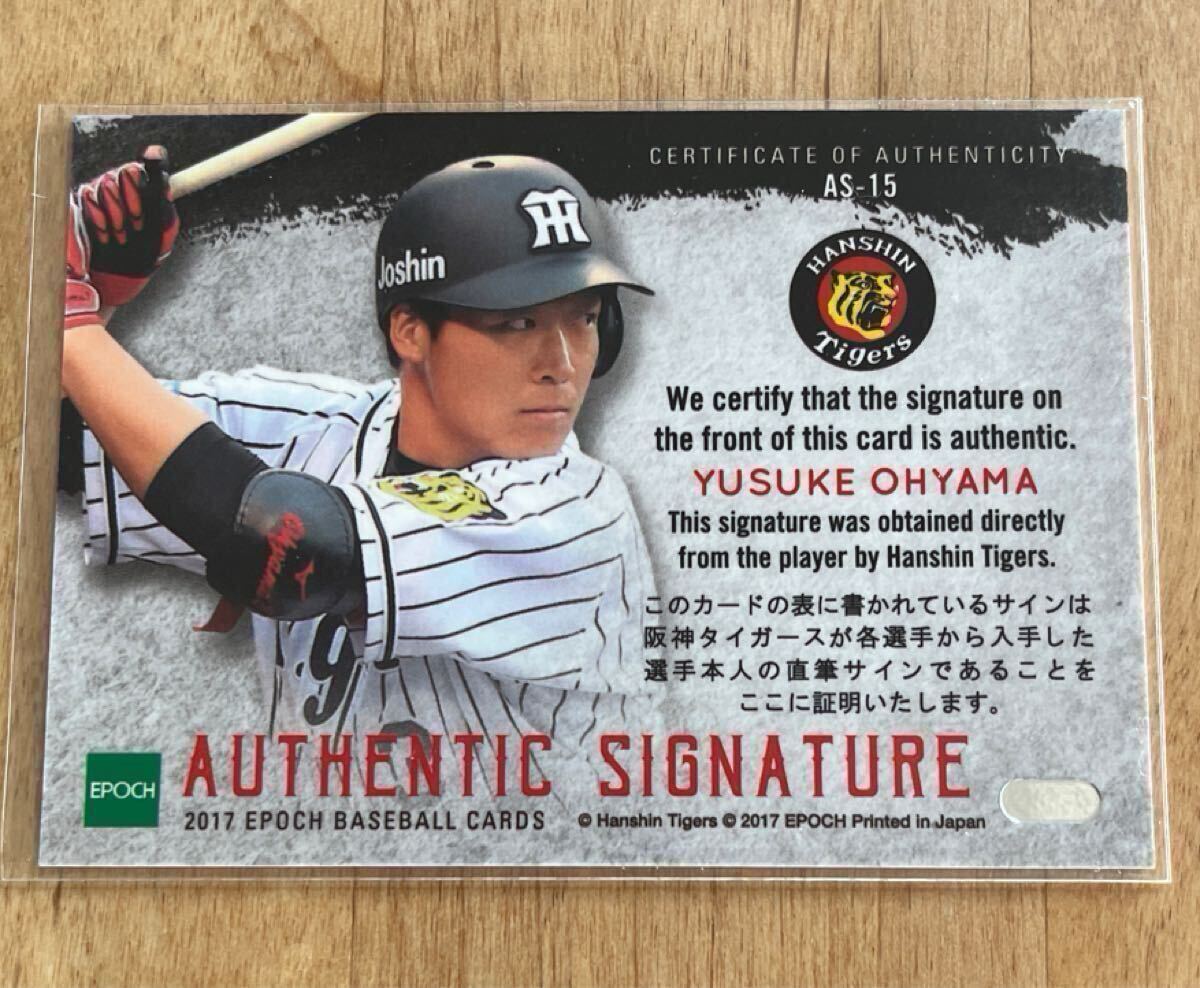 CERTIFICATE OF AUTHENTICITY
AS-15
HANSHIN
Tigers
Joshin
We certify that the signature on
the front of this card is authentic.
YUSUKE OHYAMA
This signature was obtained directly
from the player by Hanshin Tigers.
このカードの表に書かれているサインは
阪神タイガースが各選手から入手した
選手本人の直筆サインであることを
ここに証明いたします。
AUTHENTIC SIGNATURE
EPOCH
2017 EPOCH BASEBALL CARDS
© Hanshin Tigers © 2017 EPOCH Printed in Japan